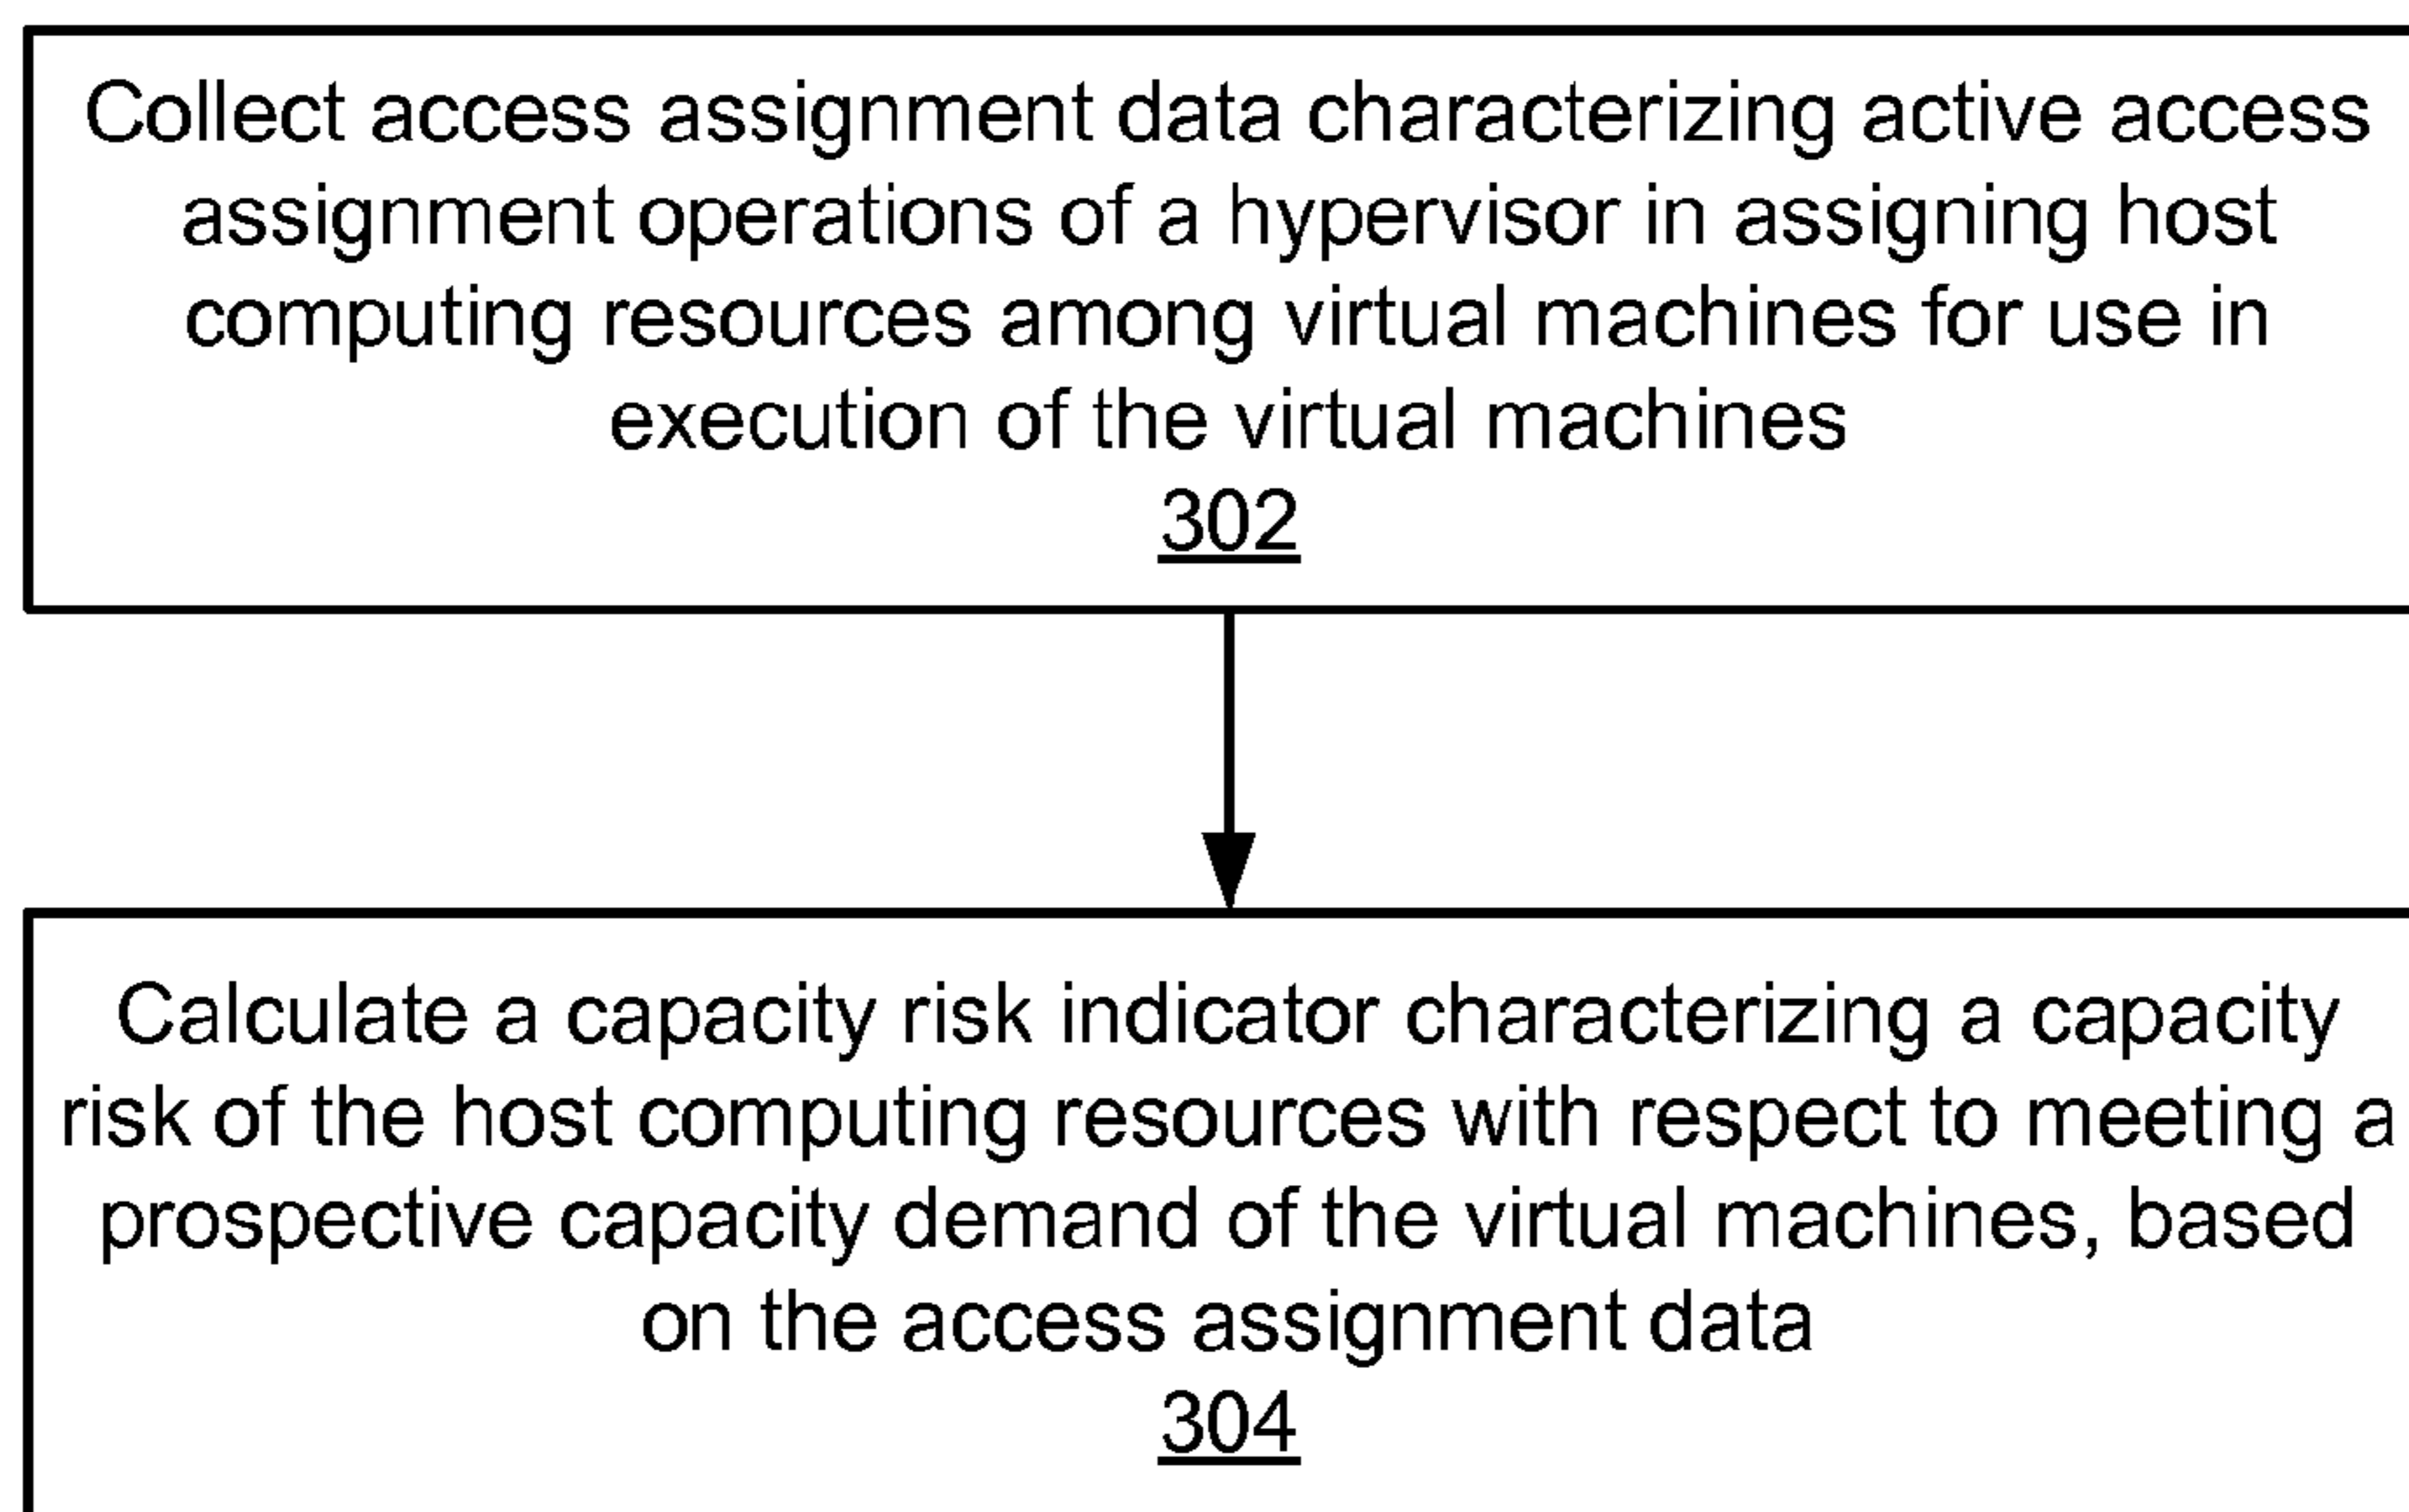 Collect access assignment data characterizing active access
assignment operations of a hypervisor in assigning host
computing resources among virtual machines for use in
execution of the virtual machines
302
Calculate a capacity risk indicator characterizing a capacity
risk of the host computing resources with respect to meeting a
prospective capacity demand of the virtual machines, based
on the access assignment data
304